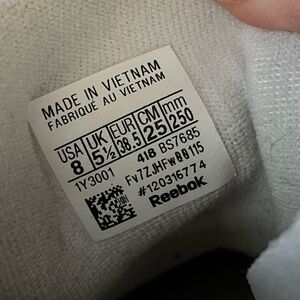 MADE IN VIETNAM
FABRIQUÉ AU VIETNAM
USA UK EUR CM mm
8 5½ 38.5 25 250
1Y3001 418 BS7685
Fv7ZJHFw00115
#120316774
Reebok